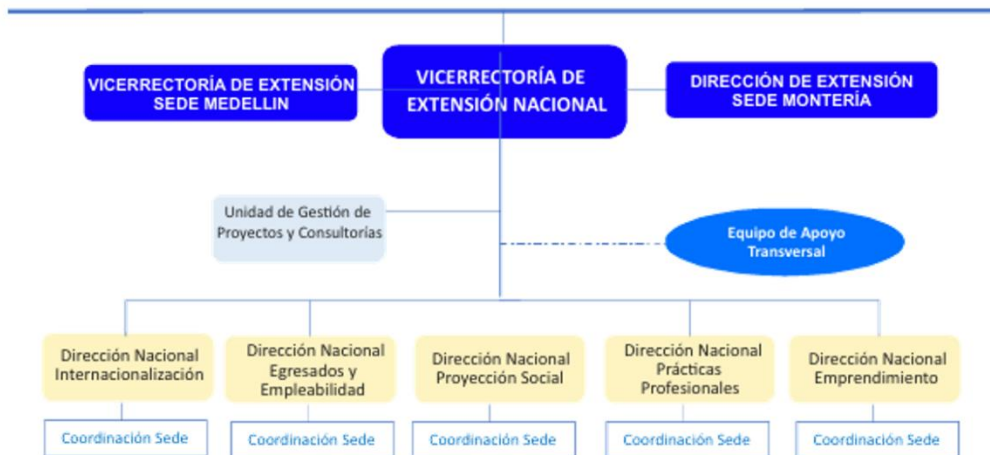 VICERRECTORÍA DE EXTENSIÓN
SEDE MEDELLIN
VICERRECTORÍA DE
EXTENSIÓN NACIONAL
DIRECCIÓN DE EXTENSIÓN
SEDE MONTERÍA
Unidad de Gestión de
Proyectos y Consultorías
Equipo de Apoyo
Transversal
Dirección Nacional
Internacionalización
Dirección Nacional
Egresados y
Empleabilidad
Dirección Nacional
Proyección Social
Dirección Nacional
Prácticas
Profesionales
Dirección Nacional
Emprendimiento
Coordinación Sede
Coordinación Sede
Coordinación Sede
Coordinación Sede
Coordinación Sede